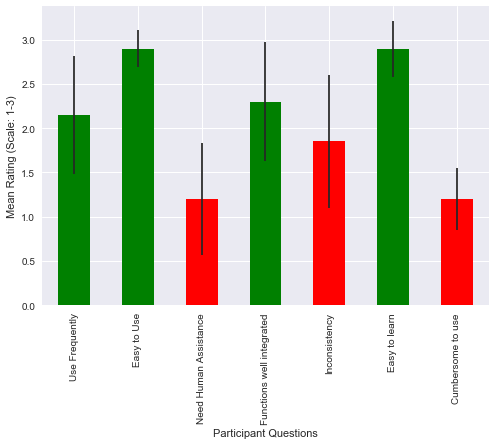 Mean Rating (Scale: 1-3)
3.0
2.5
2.0
1.5
1.0
0.5
0.0
Use Frequently
Easy to Use
Need Human Assistance
Functions well integrated
Inconsistency
Easy to learn
Cumbersome to use
Participant Questions